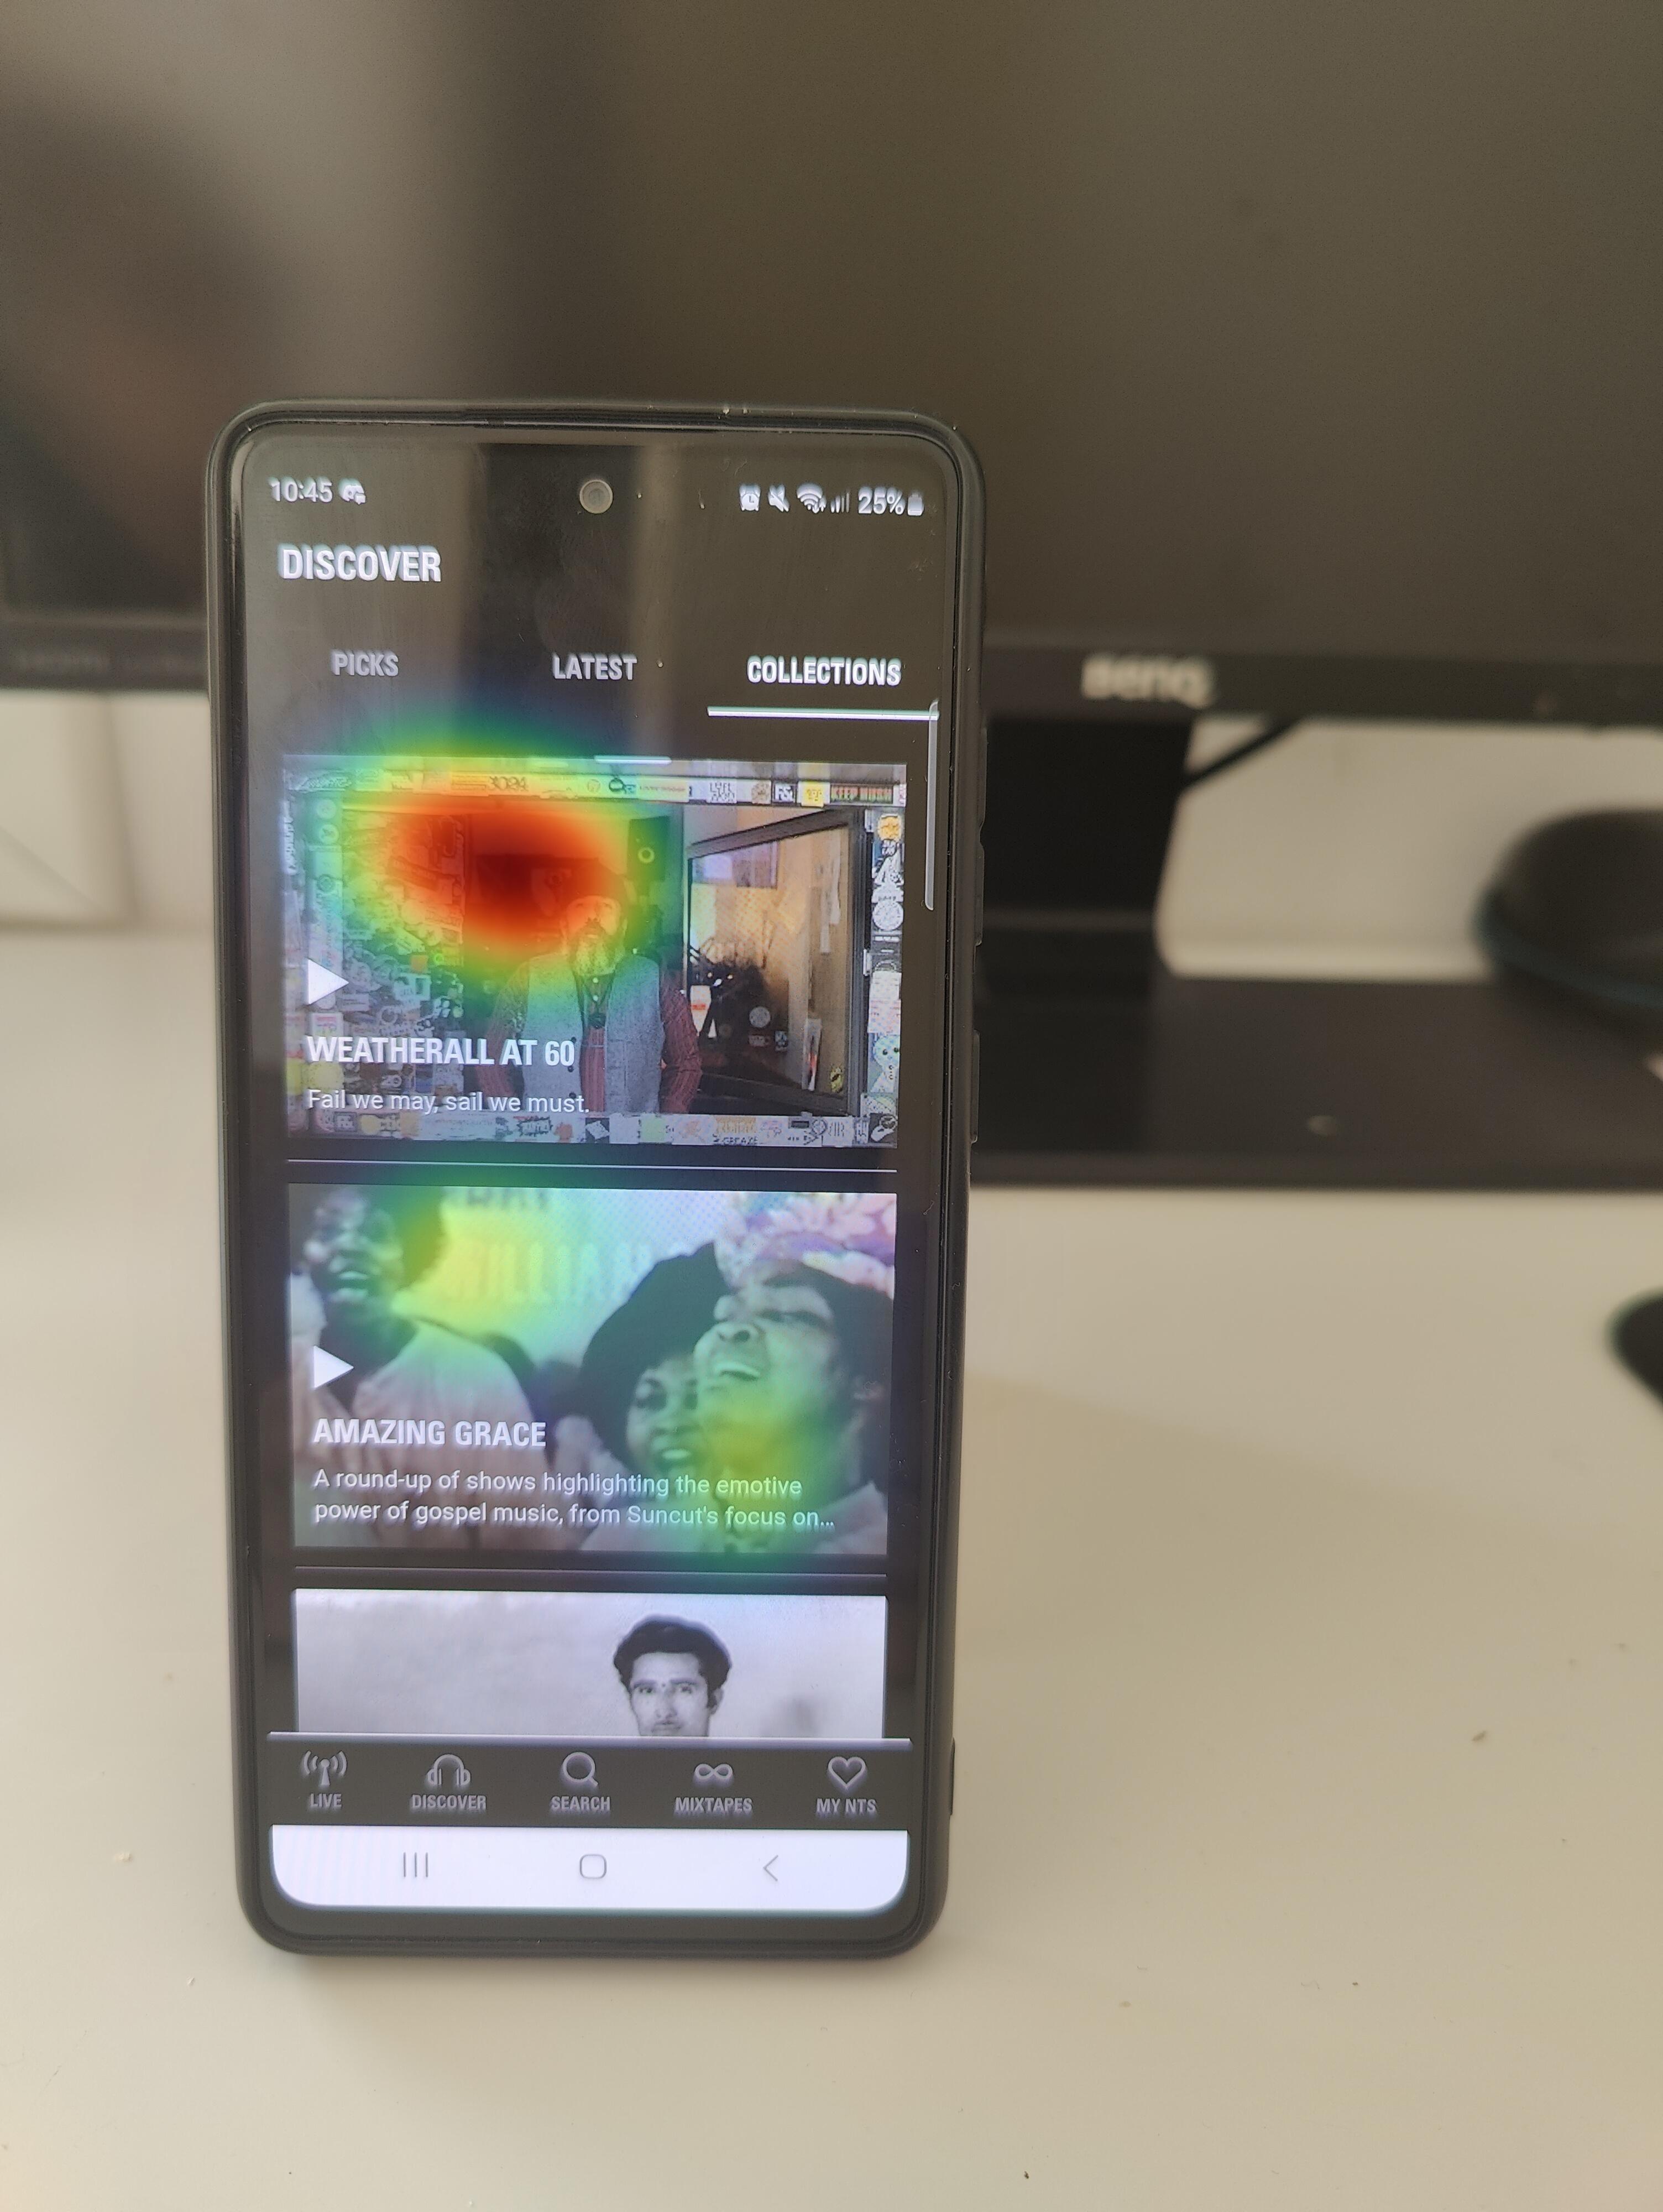 10:45
25%
DISCOVER
PICKS
LATEST
COLLECTIONS
BenQ
KEEP HUSH
WEATHERALL AT 60
Fail we may, sail we must.
AMAZING GRACE
A round-up of shows highlighting the emotive
power of gospel music, from Suncut's focus on...
LIVE
DISCOVER
SEARCH
MIXTAPES
MY NTS